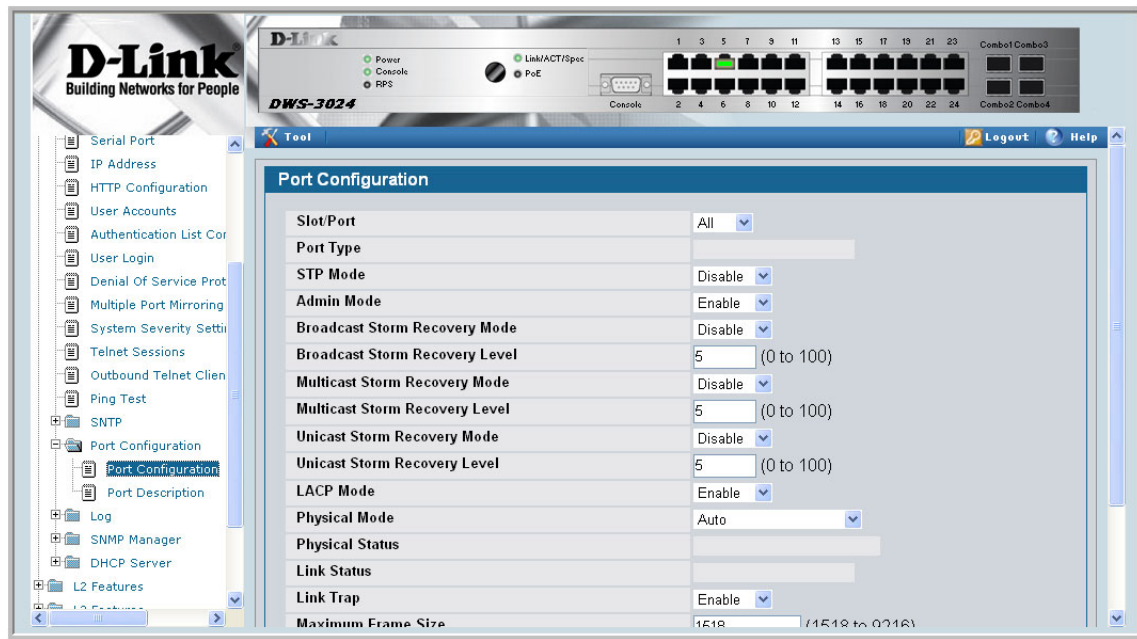 D-Link
Building Networks for People
D-Link
Power
Console
RPS
Link/ACT/Spec
PoE
Console
DWS-3024
1 3 5 7 9 11 13 15 17 19 21 23
2 4 6 8 10 12 14 16 18 20 22 24
Combo1 Combo3
Combo2 Combo4
Tool
Logout
Help
Serial Port
IP Address
HTTP Configuration
User Accounts
Authentication List Con
User Login
Denial Of Service Prot
Multiple Port Mirroring
System Severity Setti
Telnet Sessions
Outbound Telnet Clien
Ping Test
SNTP
Port Configuration
Port Configuration
Port Description
Log
SNMP Manager
DHCP Server
L2 Features
Port Configuration
Slot/Port All
Port Type
STP Mode Disable
Admin Mode Enable
Broadcast Storm Recovery Mode Disable
Broadcast Storm Recovery Level 5 (0 to 100)
Multicast Storm Recovery Mode Disable
Multicast Storm Recovery Level 5 (0 to 100)
Unicast Storm Recovery Mode Disable
Unicast Storm Recovery Level 5 (0 to 100)
LACP Mode Enable
Physical Mode Auto
Physical Status
Link Status
Link Trap Enable
Maximum Frame Size 1518 (1518 to 9216)